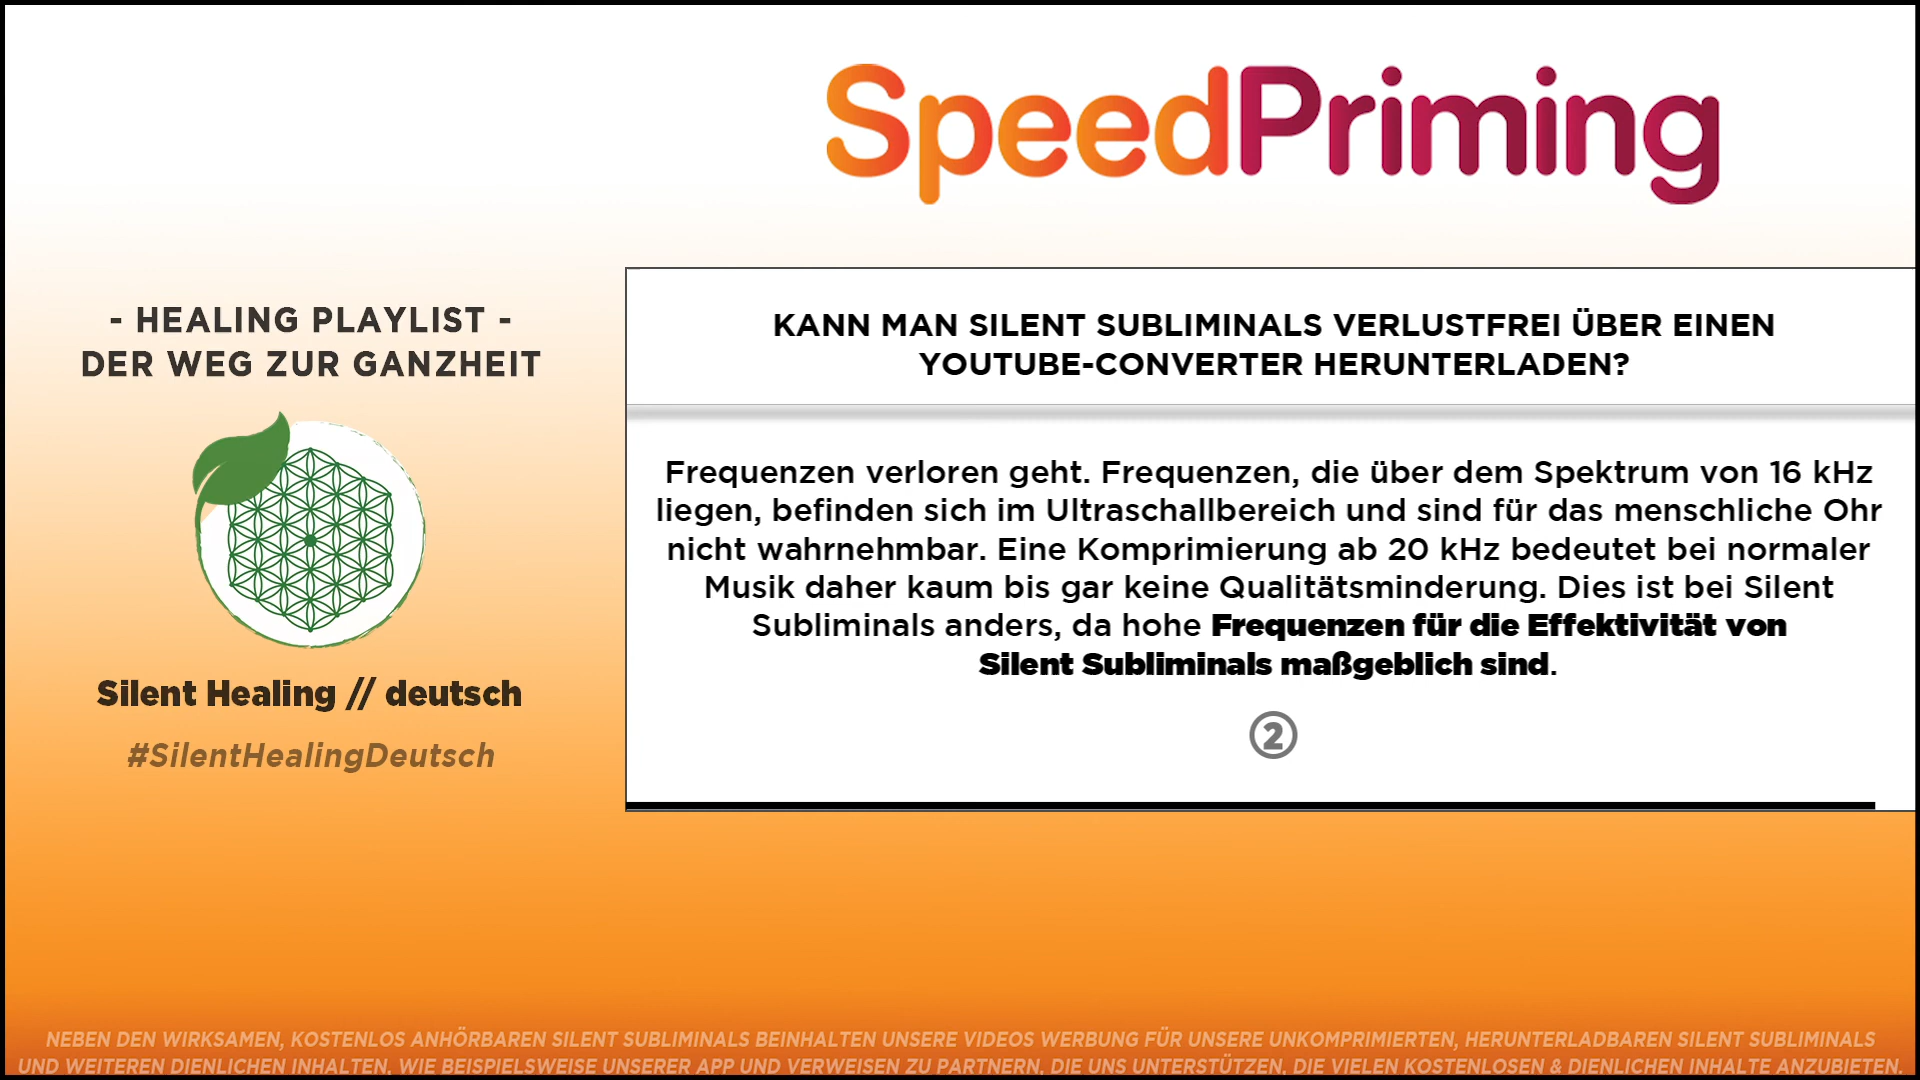 SpeedPriming
- HEALING PLAYLIST -
DER WEG ZUR GANZHEIT
Silent Healing // deutsch
#SilentHealingDeutsch
KANN MAN SILENT SUBLIMINALS VERLUSTFREI ÜBER EINEN
YOUTUBE-CONVERTER HERUNTERLADEN?
Frequenzen verloren geht. Frequenzen, die über dem Spektrum von 16 kHz
liegen, befinden sich im Ultraschallbereich und sind für das menschliche Ohr
nicht wahrnehmbar. Eine Komprimierung ab 20 kHz bedeutet bei normaler
Musik daher kaum bis gar keine Qualitätsminderung. Dies ist bei Silent
Subliminals anders, da hohe Frequenzen für die Effektivität von
Silent Subliminals maßgeblich sind.
2
NEBEN DEN WIRKSAMEN, KOSTENLOS ANHÖRBAREN SILENT SUBLIMINALS BEINHALTEN UNSERE VIDEOS WERBUNG FÜR UNSERE UNKOMPRIMIERTEN, HERUNTERLADBAREN SILENT SUBLIMINALS
UND WEITEREN DIENLICHEN INHALTEN, WIE BEISPIELSWEISE UNSERER APP UND VERWEISEN ZU PARTNERN, DIE UNS UNTERSTÜTZEN, DIE VIELEN KOSTENLOSEN & DIENLICHEN INHALTE ANZUBIETEN.